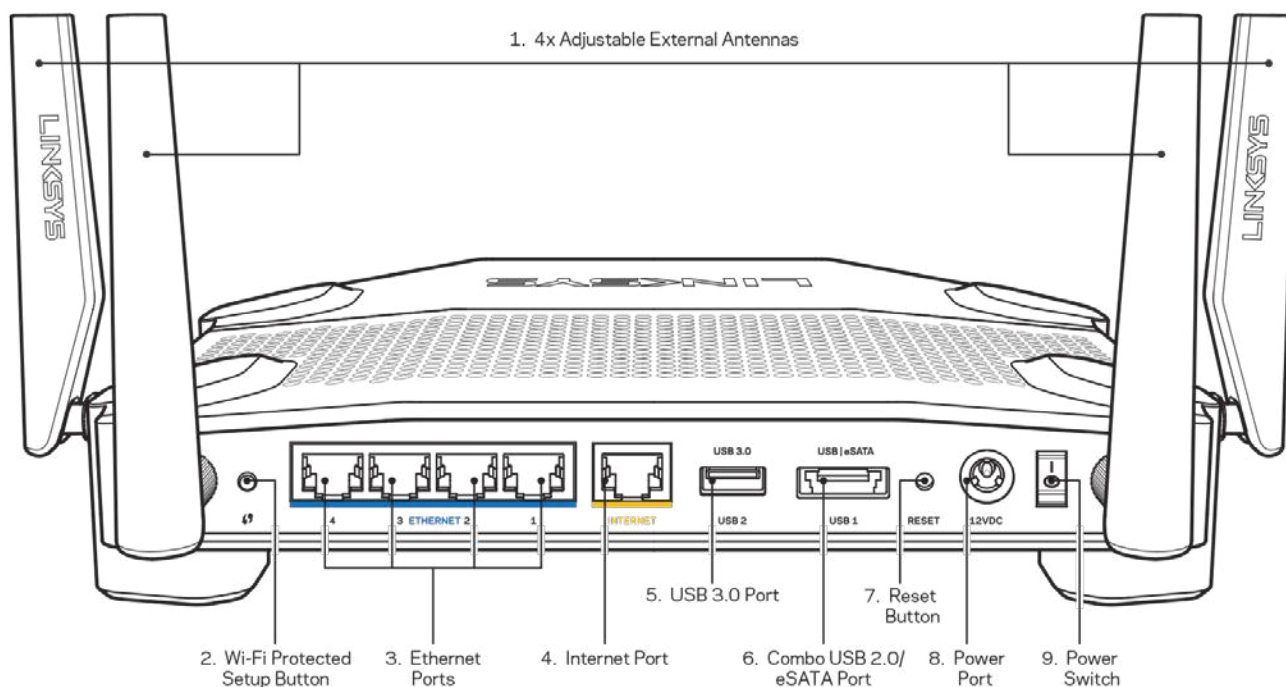 1. 4x Adjustable External Antennas
LINKSYS
LINKSYS
LINKSYS
USB 3.0
USB | eSATA
4
3
ETHERNET
2
1
INTERNET
USB 2
USB 1
RESET
12VDC
5. USB 3.0 Port
7. Reset
Button
2. Wi-Fi Protected
Setup Button
3. Ethernet
Ports
4. Internet Port
6. Combo USB 2.0/
eSATA Port
8. Power
Port
9. Power
Switch